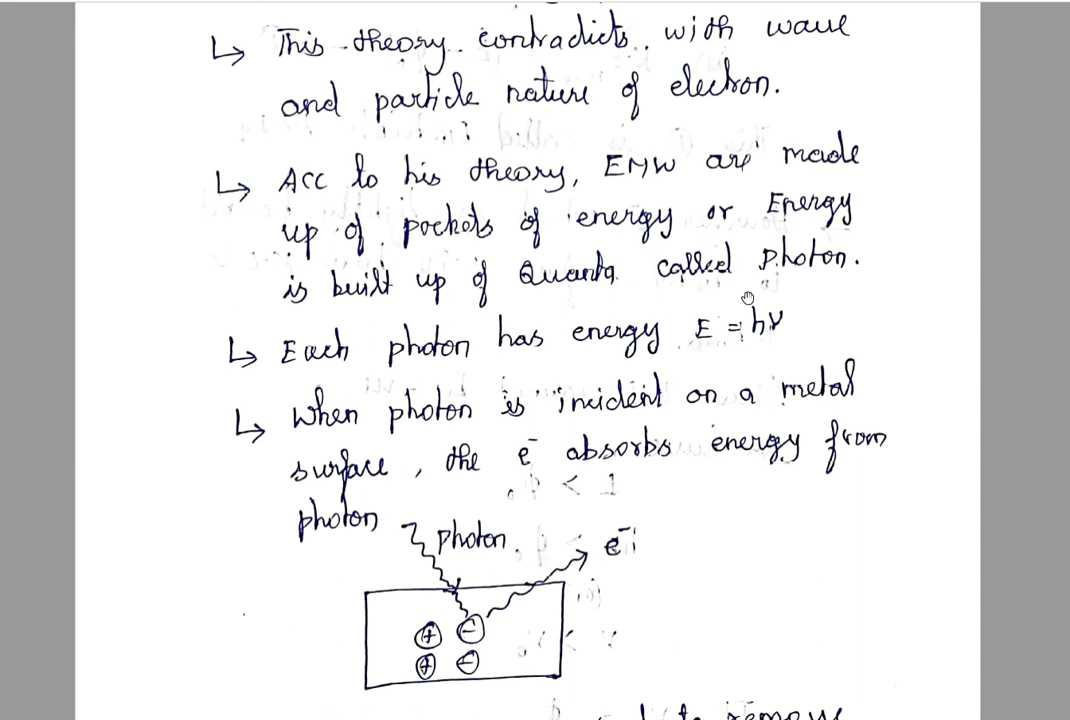 ↳ This theory contradicts with wave
and particle nature of electron.
↳ Acc to his theory, EMW are made
up of pockets of energy or Energy
is built up of Quanta called Photon.
↳ Each photon has energy E = hν
↳ When photon is incident on a metal
surface, the e⁻ absorbs energy from
photon
photon.
e⁻
+ −
+ −
to remove